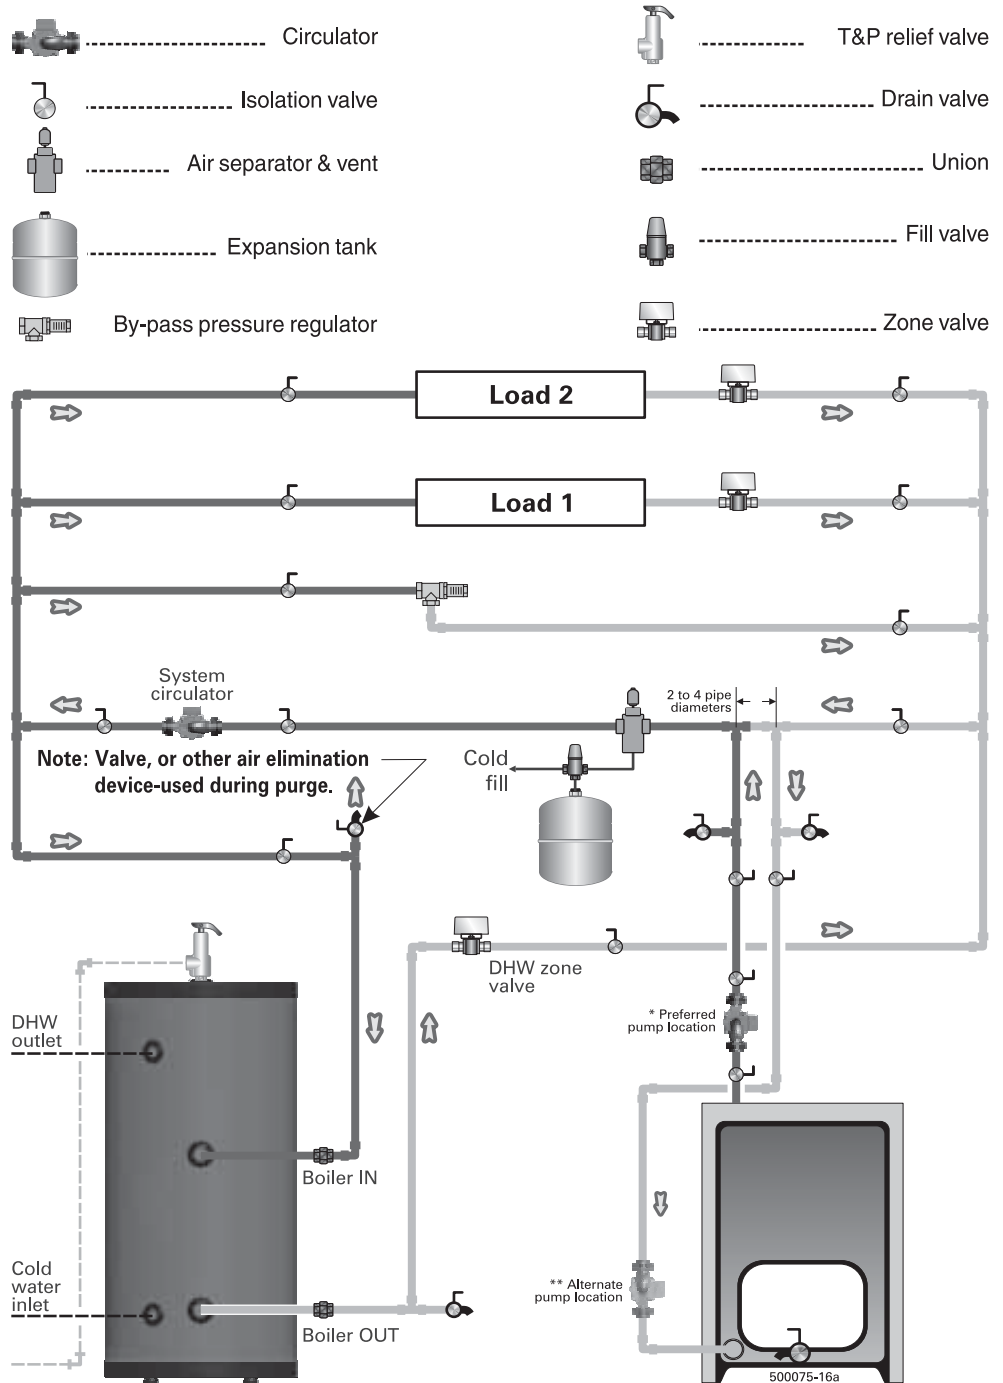 Circulator
Isolation valve
Air separator & vent
Expansion tank
By-pass pressure regulator
T&P relief valve
Drain valve
Union
Fill valve
Zone valve
Load 2
Load 1
System
circulator
2 to 4 pipe
diameters
Note: Valve, or other air elimination
device-used during purge.
Cold
fill
DHW zone
valve
* Preferred
pump location
DHW
outlet
Boiler IN
Cold
water
inlet
Boiler OUT
** Alternate
pump location
500075-16a